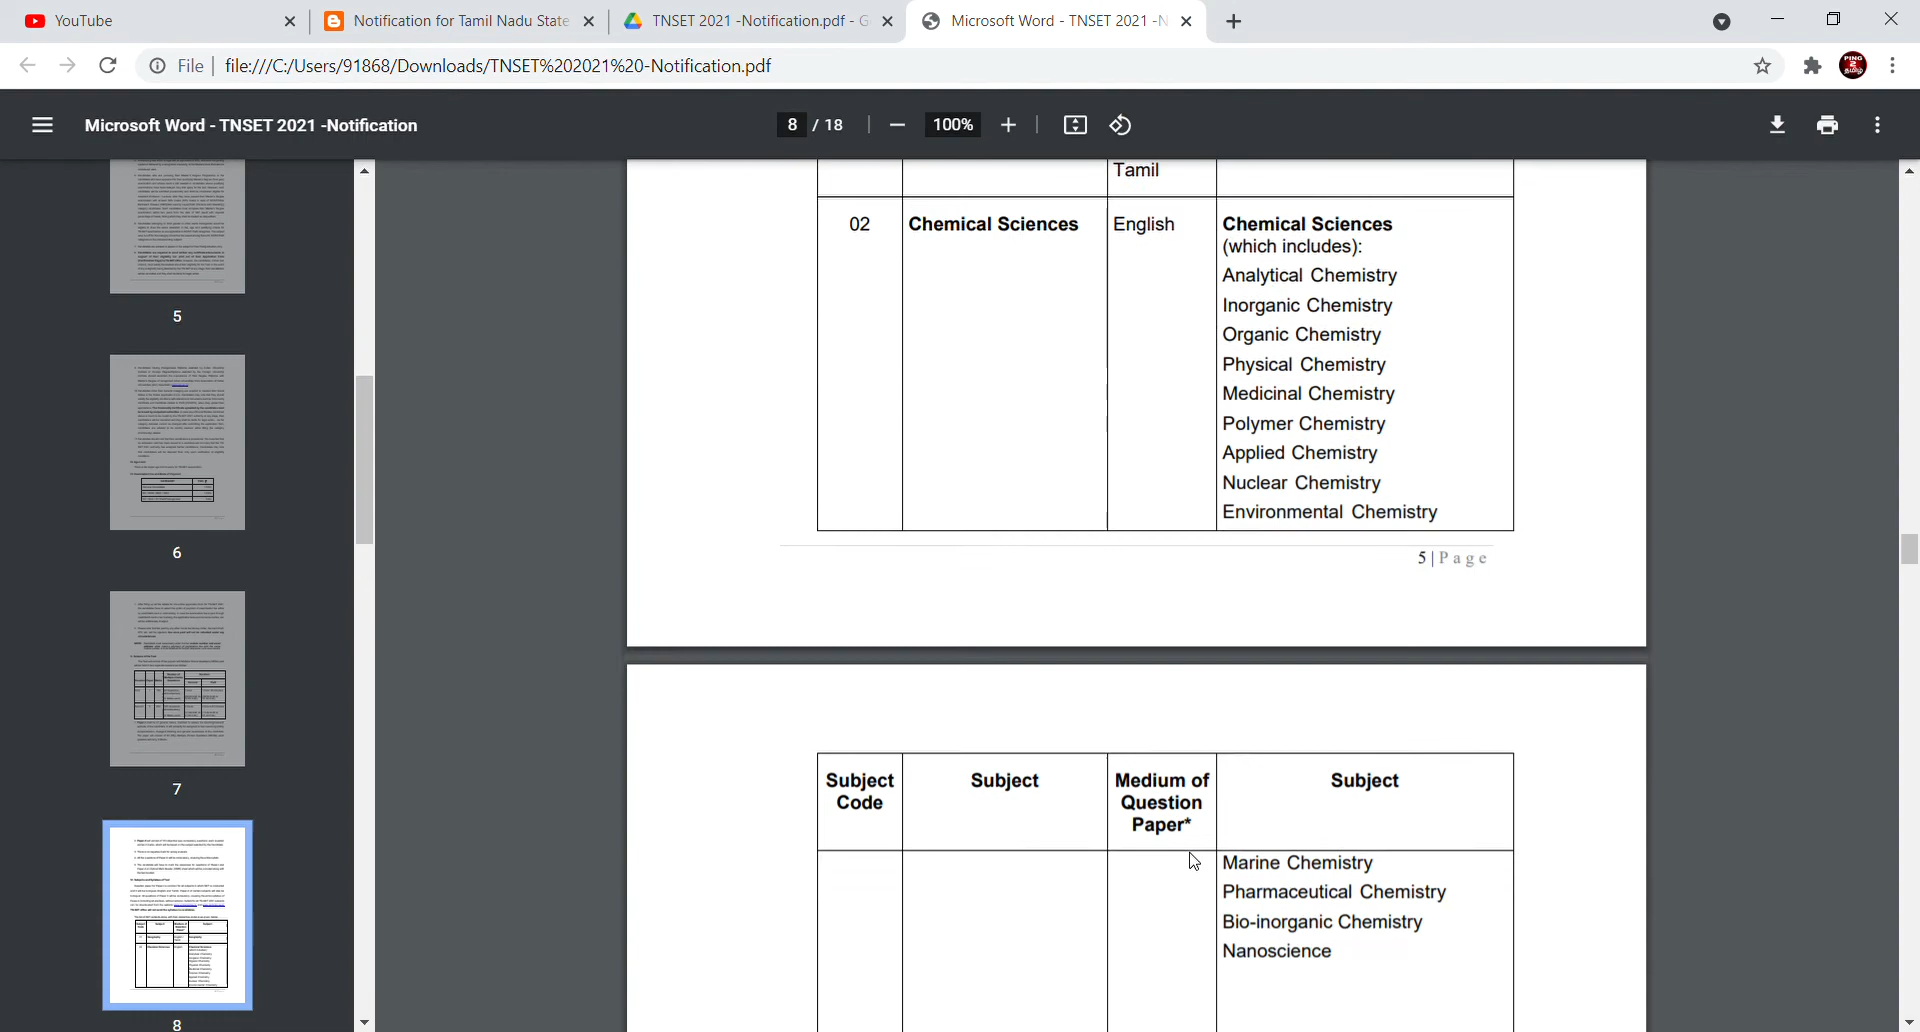 YouTube
Notification for Tamil Nadu State
TNSET 2021 -Notification.pdf - G
Microsoft Word - TNSET 2021 -N
File
file:///C:/Users/91868/Downloads/TNSET%202021%20-Notification.pdf
PING
2
தமிழ்
Microsoft Word - TNSET 2021 -Notification
8 / 18
100%
5
6
7
8
Tamil
02 Chemical Sciences English Chemical Sciences
(which includes):
Analytical Chemistry
Inorganic Chemistry
Organic Chemistry
Physical Chemistry
Medicinal Chemistry
Polymer Chemistry
Applied Chemistry
Nuclear Chemistry
Environmental Chemistry
5 | P a g e
Subject Subject Medium of Subject
Code Question
Paper*
Marine Chemistry
Pharmaceutical Chemistry
Bio-inorganic Chemistry
Nanoscience